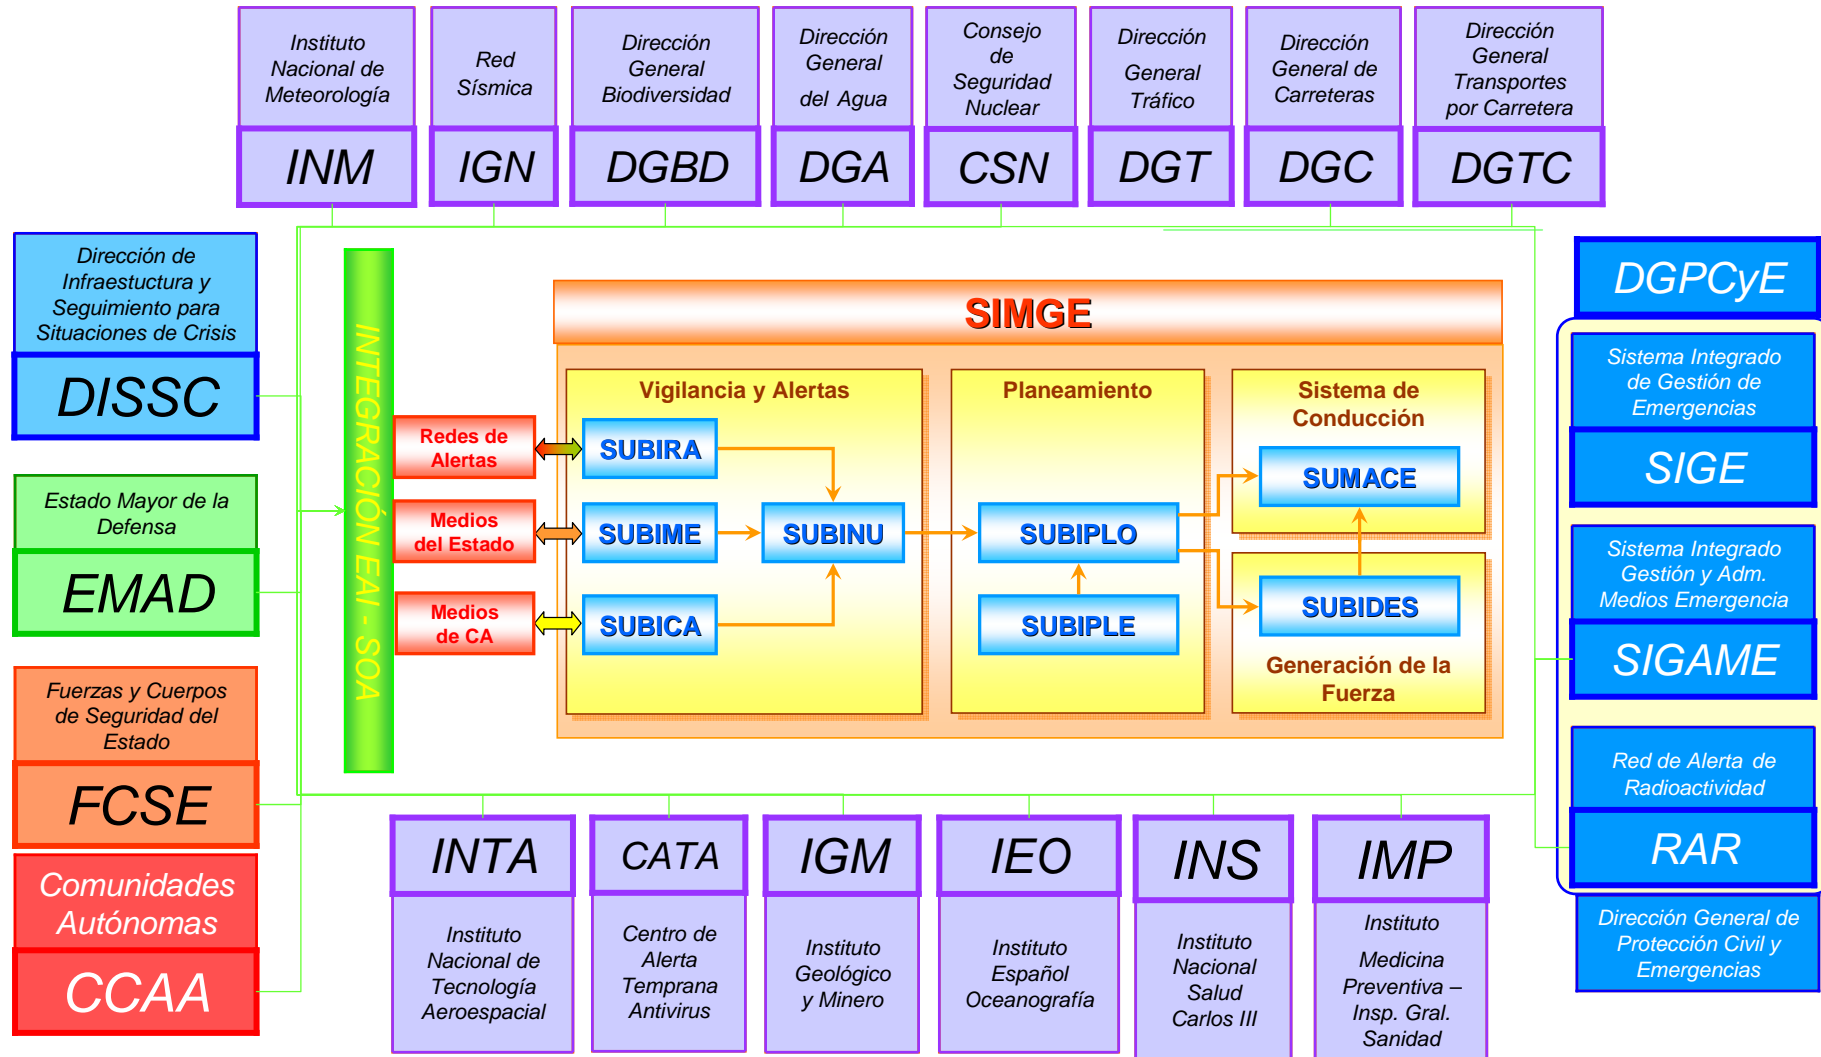 Instituto
Nacional de
Meteorología
INM
Red
Sísmica
IGN
Dirección
General
Biodiversidad
DGBD
Dirección
General
del Agua
DGA
Consejo
de
Seguridad
Nuclear
CSN
Dirección
General
Tráfico
DGT
Dirección
General de
Carreteras
DGC
Dirección
General
Transportes
por Carretera
DGTC
Dirección de
Infraestuctura y
Seguimiento para
Situaciones de Crisis
DISSC
Estado Mayor de la
Defensa
EMAD
Fuerzas y Cuerpos
de Seguridad del
Estado
FCSE
Comunidades
Autónomas
CCAA
INTEGRACIÓN EAI - SOA
SIMGE
Redes de
Alertas
Medios
del Estado
Medios
de CA
Vigilancia y Alertas
SUBIRA
SUBIME
SUBINU
SUBICA
Planeamiento
SUBIPLO
SUBIPLE
Sistema de
Conducción
SUMACE
SUBIDES
Generación de la
Fuerza
DGPCyE
Sistema Integrado
de Gestión de
Emergencias
SIGE
Sistema Integrado
Gestión y Adm.
Medios Emergencia
SIGAME
Red de Alerta de
Radioactividad
RAR
Dirección General de
Protección Civil y
Emergencias
INTA
Instituto
Nacional de
Tecnología
Aeroespacial
CATA
Centro de
Alerta
Temprana
Antivirus
IGM
Instituto
Geológico
y Minero
IEO
Instituto
Español
Oceanografía
INS
Instituto
Nacional
Salud
Carlos III
IMP
Instituto
Medicina
Preventiva –
Insp. Gral.
Sanidad